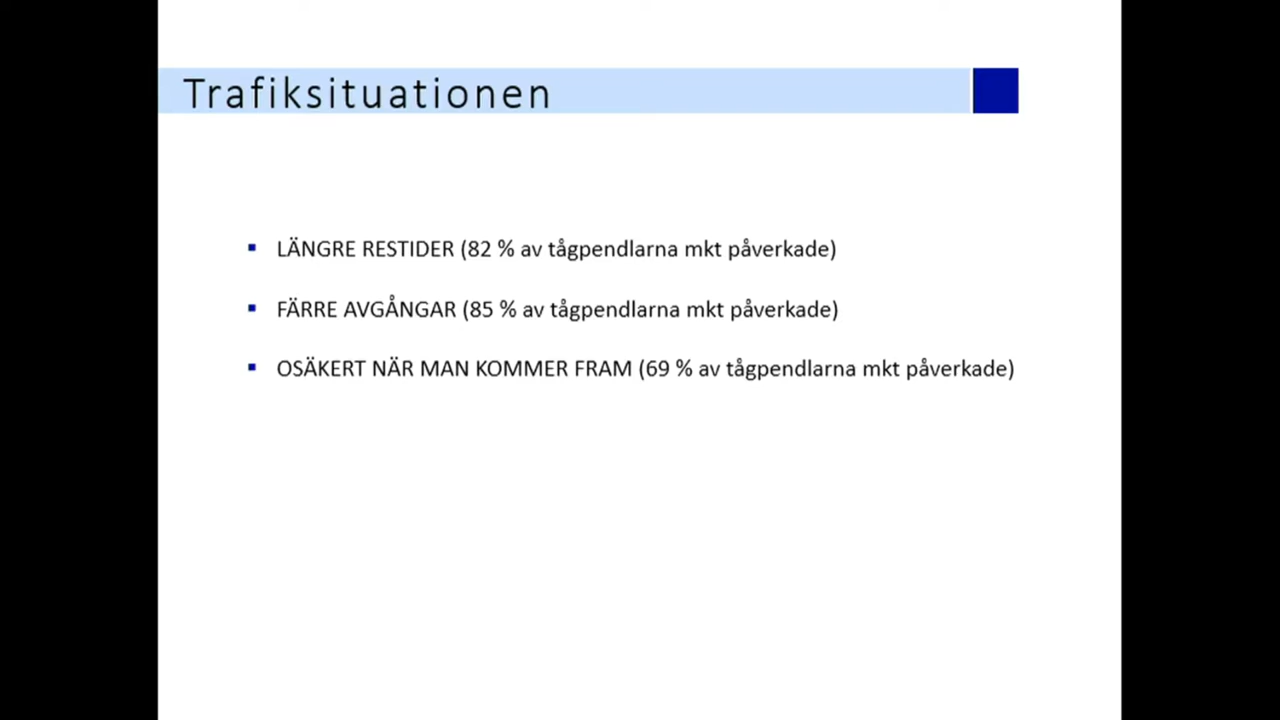 Trafiksituationen
LÄNGRE RESTIDER (82 % av tågpendlarna mkt påverkade)
FÄRRE AVGÅNGAR (85 % av tågpendlarna mkt påverkade)
OSÄKERT NÄR MAN KOMMER FRAM (69 % av tågpendlarna mkt påverkade)